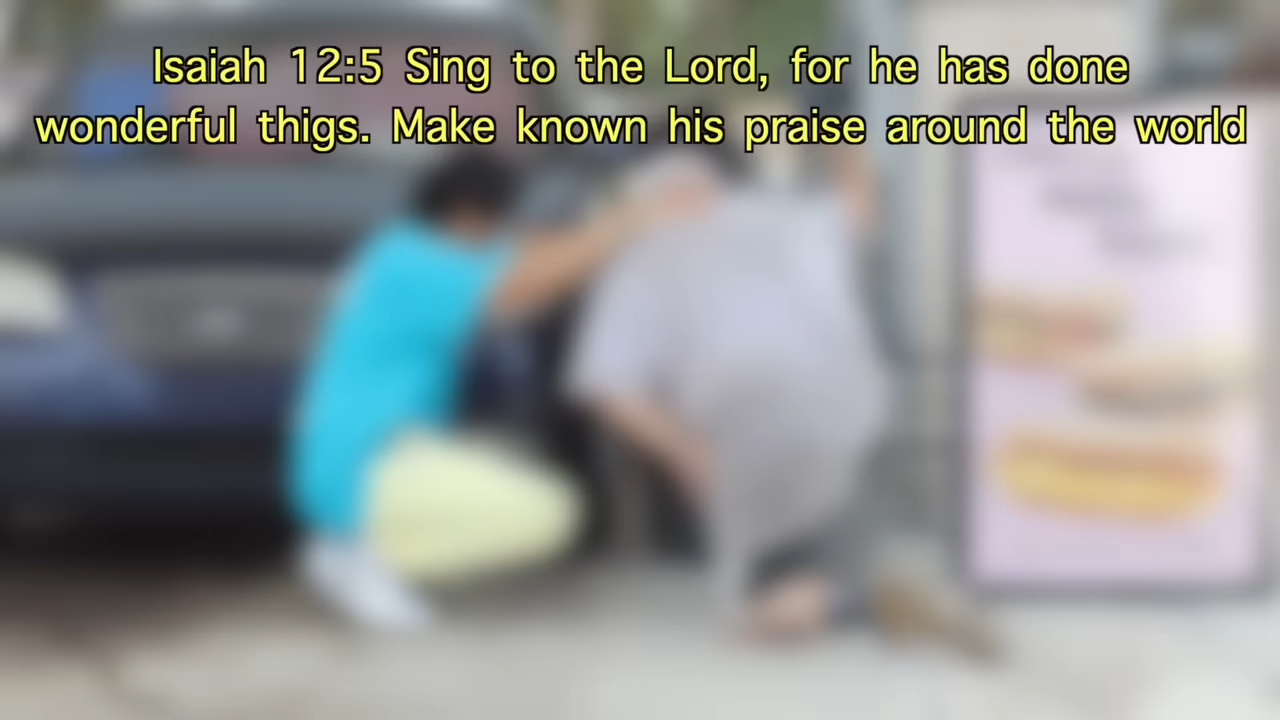 Isaiah 12:5 Sing to the Lord, for he has done
wonderful thigs. Make known his praise around the world